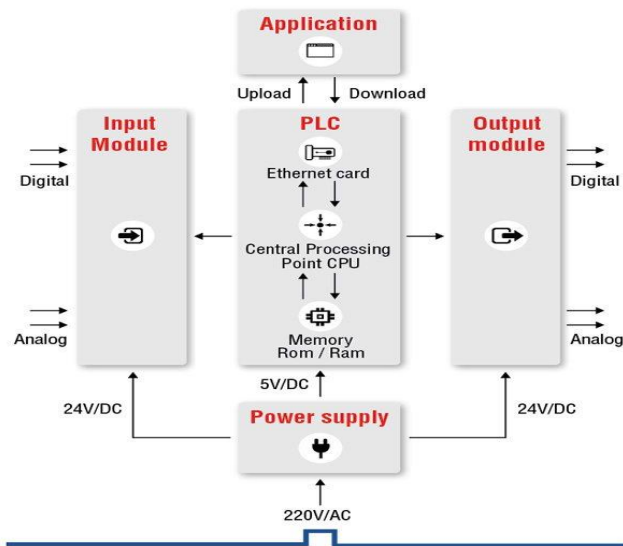 Application
Upload
Download
Input
Module
PLC
Output
module
Ethernet card
Digital
Digital
Central Processing
Point CPU
Analog
Memory
Rom / Ram
Analog
24V/DC
5V/DC
24V/DC
Power supply
220V/AC